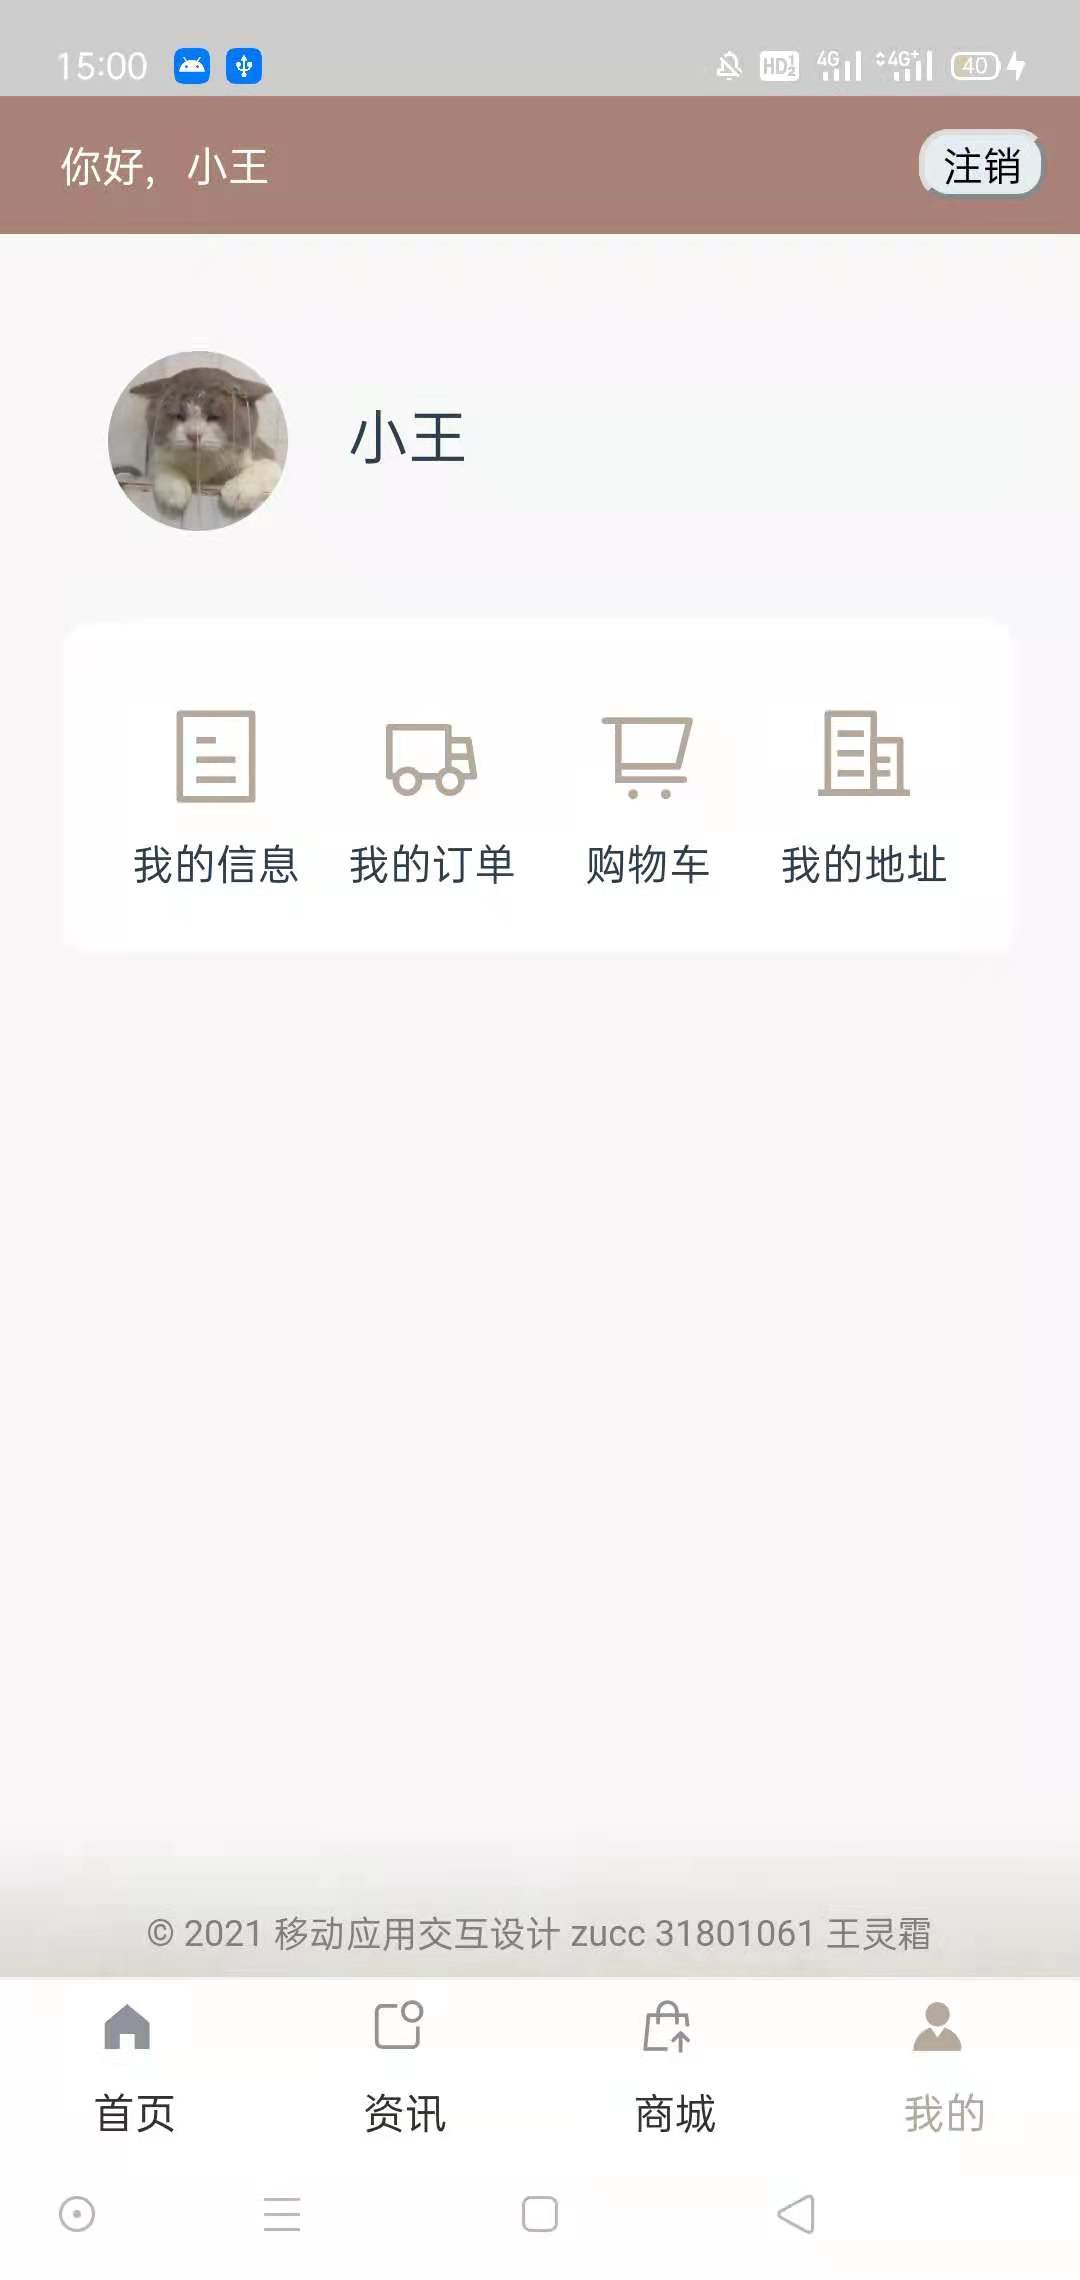 15:00 HD 1 2 4G 4G+ 40
你好，小王 注销
小王
我的信息 我的订单 购物车 我的地址
© 2021 移动应用交互设计 zucc 31801061 王灵霜
首页 资讯 商城 我的